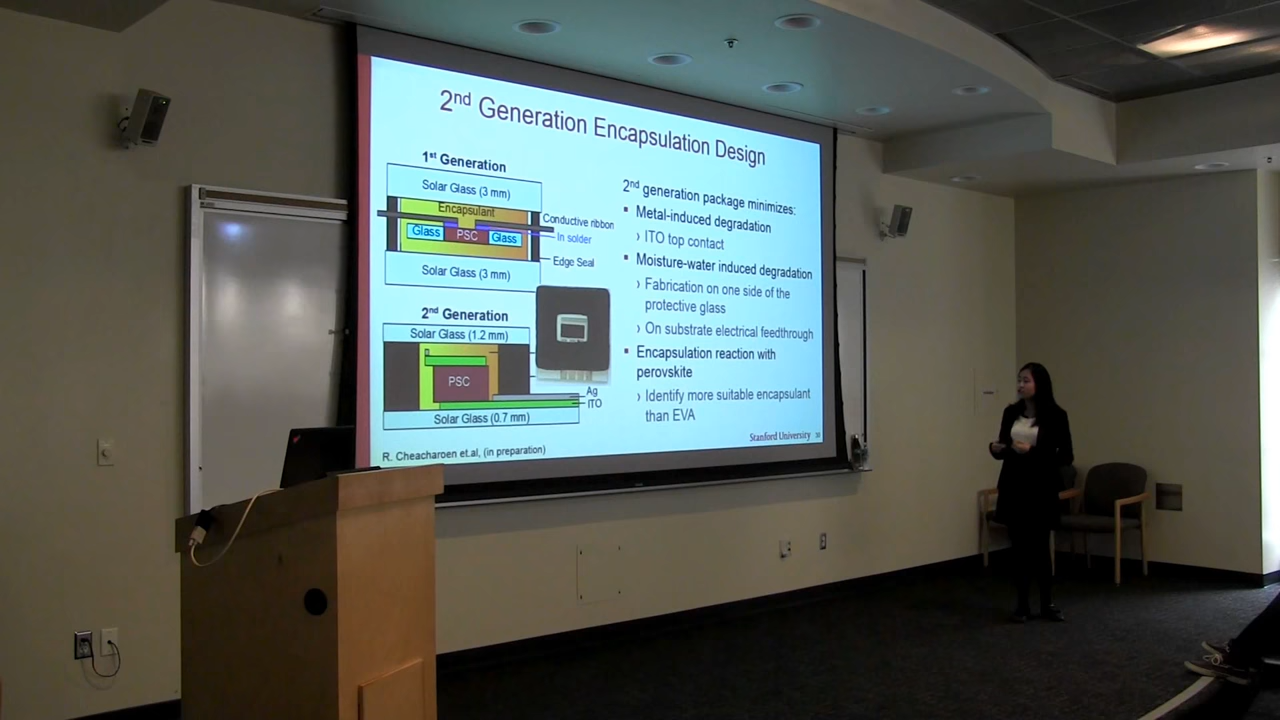 2nd Generation Encapsulation Design
1st Generation
Solar Glass (3 mm)
Encapsulant
Conductive ribbon
Glass
PSC
Glass
In solder
Edge Seal
Solar Glass (3 mm)
2nd Generation
Solar Glass (1.2 mm)
PSC
Ag
ITO
Solar Glass (0.7 mm)
R. Cheacharoen et.al, (in preparation)
2nd generation package minimizes:
▪ Metal-induced degradation
› ITO top contact
▪ Moisture-water induced degradation
› Fabrication on one side of the
protective glass
› On substrate electrical feedthrough
▪ Encapsulation reaction with
perovskite
› Identify more suitable encapsulant
than EVA
Stanford University